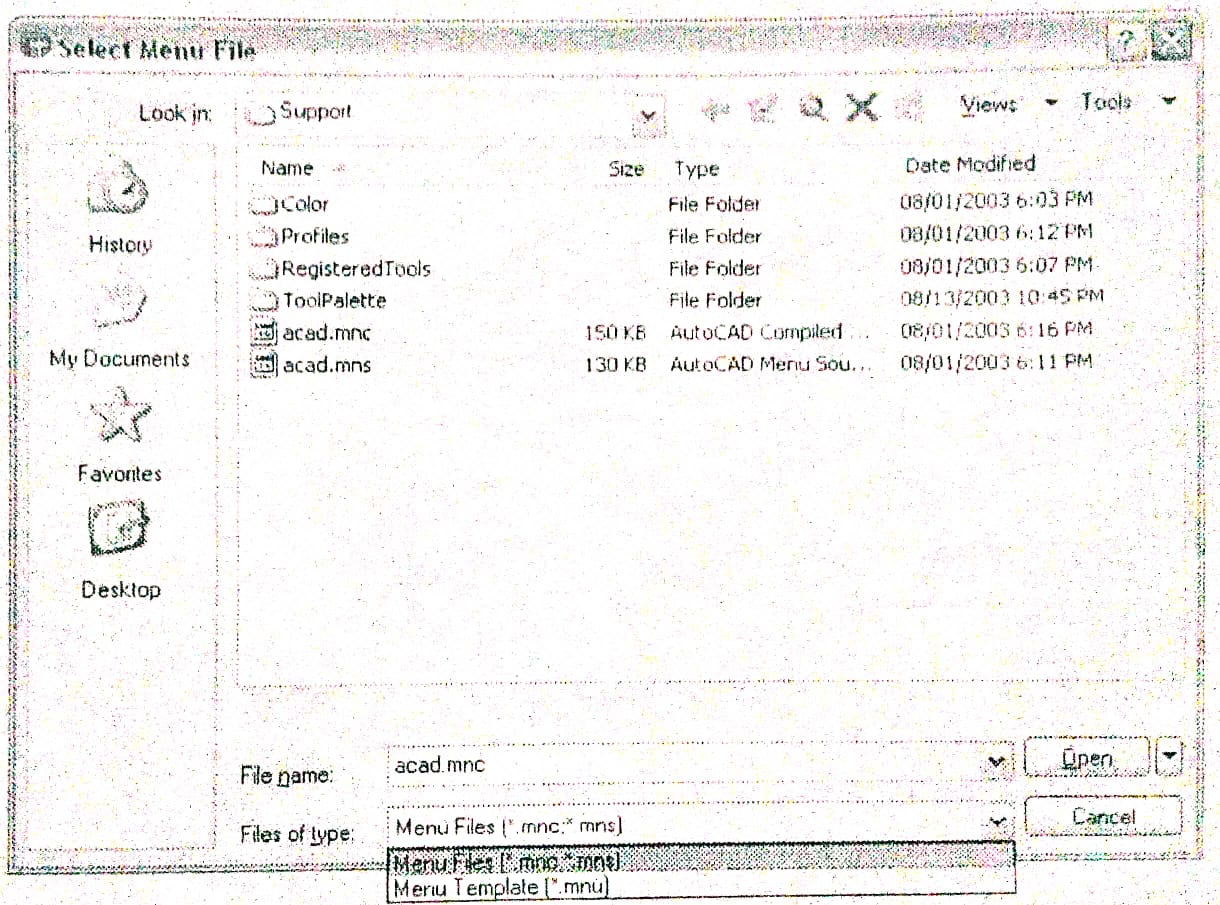 Select Menu File
Look in: Support Views Tools
Name Size Type Date Modified
Color File Folder 08/01/2003 6:03 PM
Profiles File Folder 08/01/2003 6:12 PM
RegisteredTools File Folder 08/01/2003 6:07 PM
ToolPalette File Folder 08/13/2003 10:45 PM
acad.mnc 150 KB AutoCAD Compiled ... 08/01/2003 6:16 PM
acad.mns 130 KB AutoCAD Menu Sou... 08/01/2003 6:11 PM
History
My Documents
Favorites
Desktop
File name: acad.mnc Open
Files of type: Menu Files (*.mnc;*.mns) Cancel
Menu Files (*.mnc;*.mns)
Menu Template (*.mnu)